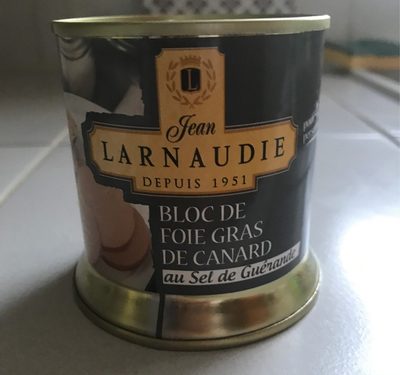 L
Jean
LARNAUDIE
DEPUIS 1951
BLOC DE
FOIE GRAS
DE CANARD
au Sel de Guérande